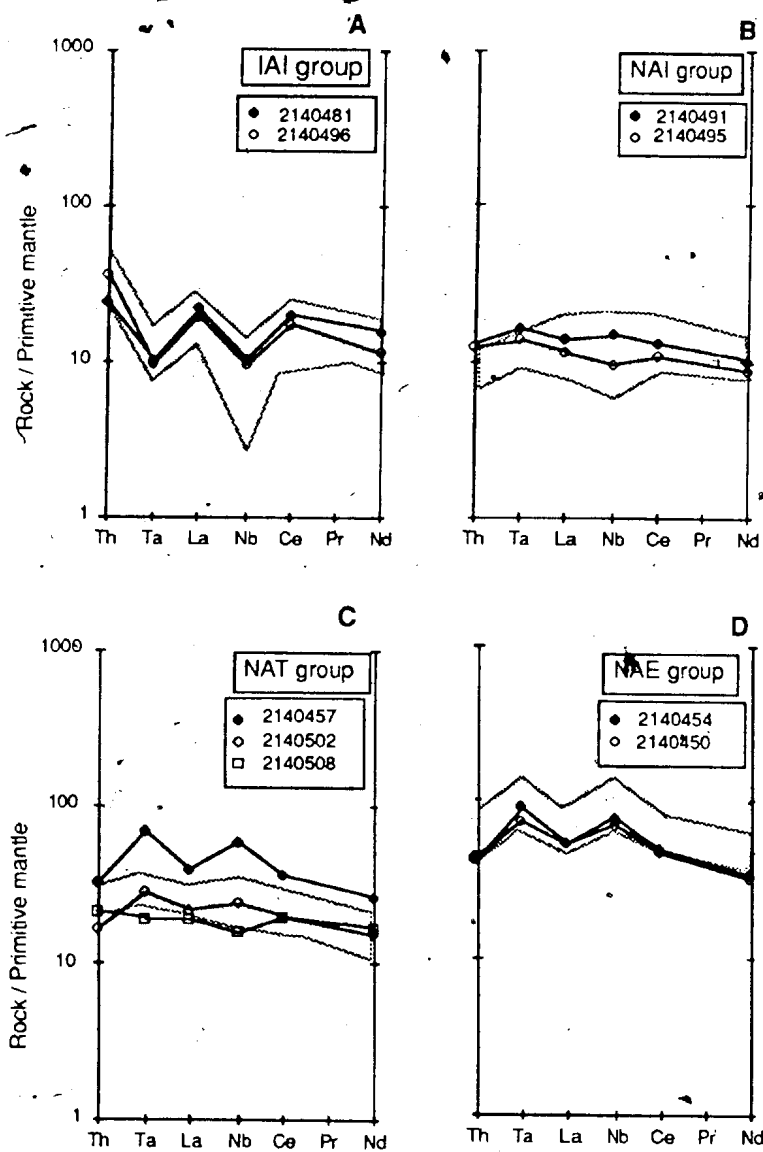 A
IAI group
2140481
2140496
1000
100
10
1
Rock / Primitive mantle
Th Ta La Nb Ce Pr Nd
B
NAI group
2140491
2140495
Th Ta La Nb Ce Pr Nd
C
NAT group
2140457
2140502
2140508
1000
100
10
1
Rock / Primitive mantle
Th Ta La Nb Ce Pr Nd
D
NAE group
2140454
2140450
Th Ta La Nb Ce Pr Nd